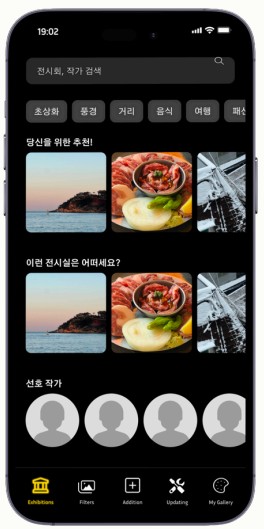 19:02
전시회, 작가 검색
초상화 풍경 거리 음식 여행 패션
당신을 위한 추천!
이런 전시실은 어떠세요?
선호 작가
Exhibitions Filters Addition Updating My Gallery